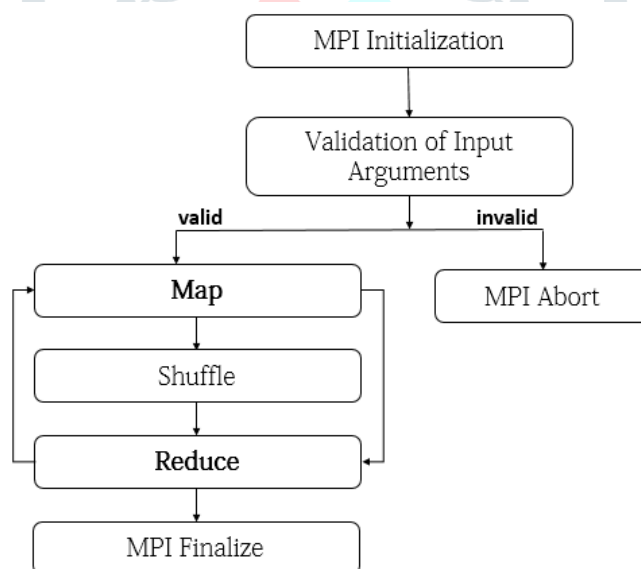 MPI Initialization
Validation of Input
Arguments
valid
invalid
Map
MPI Abort
Shuffle
Reduce
MPI Finalize